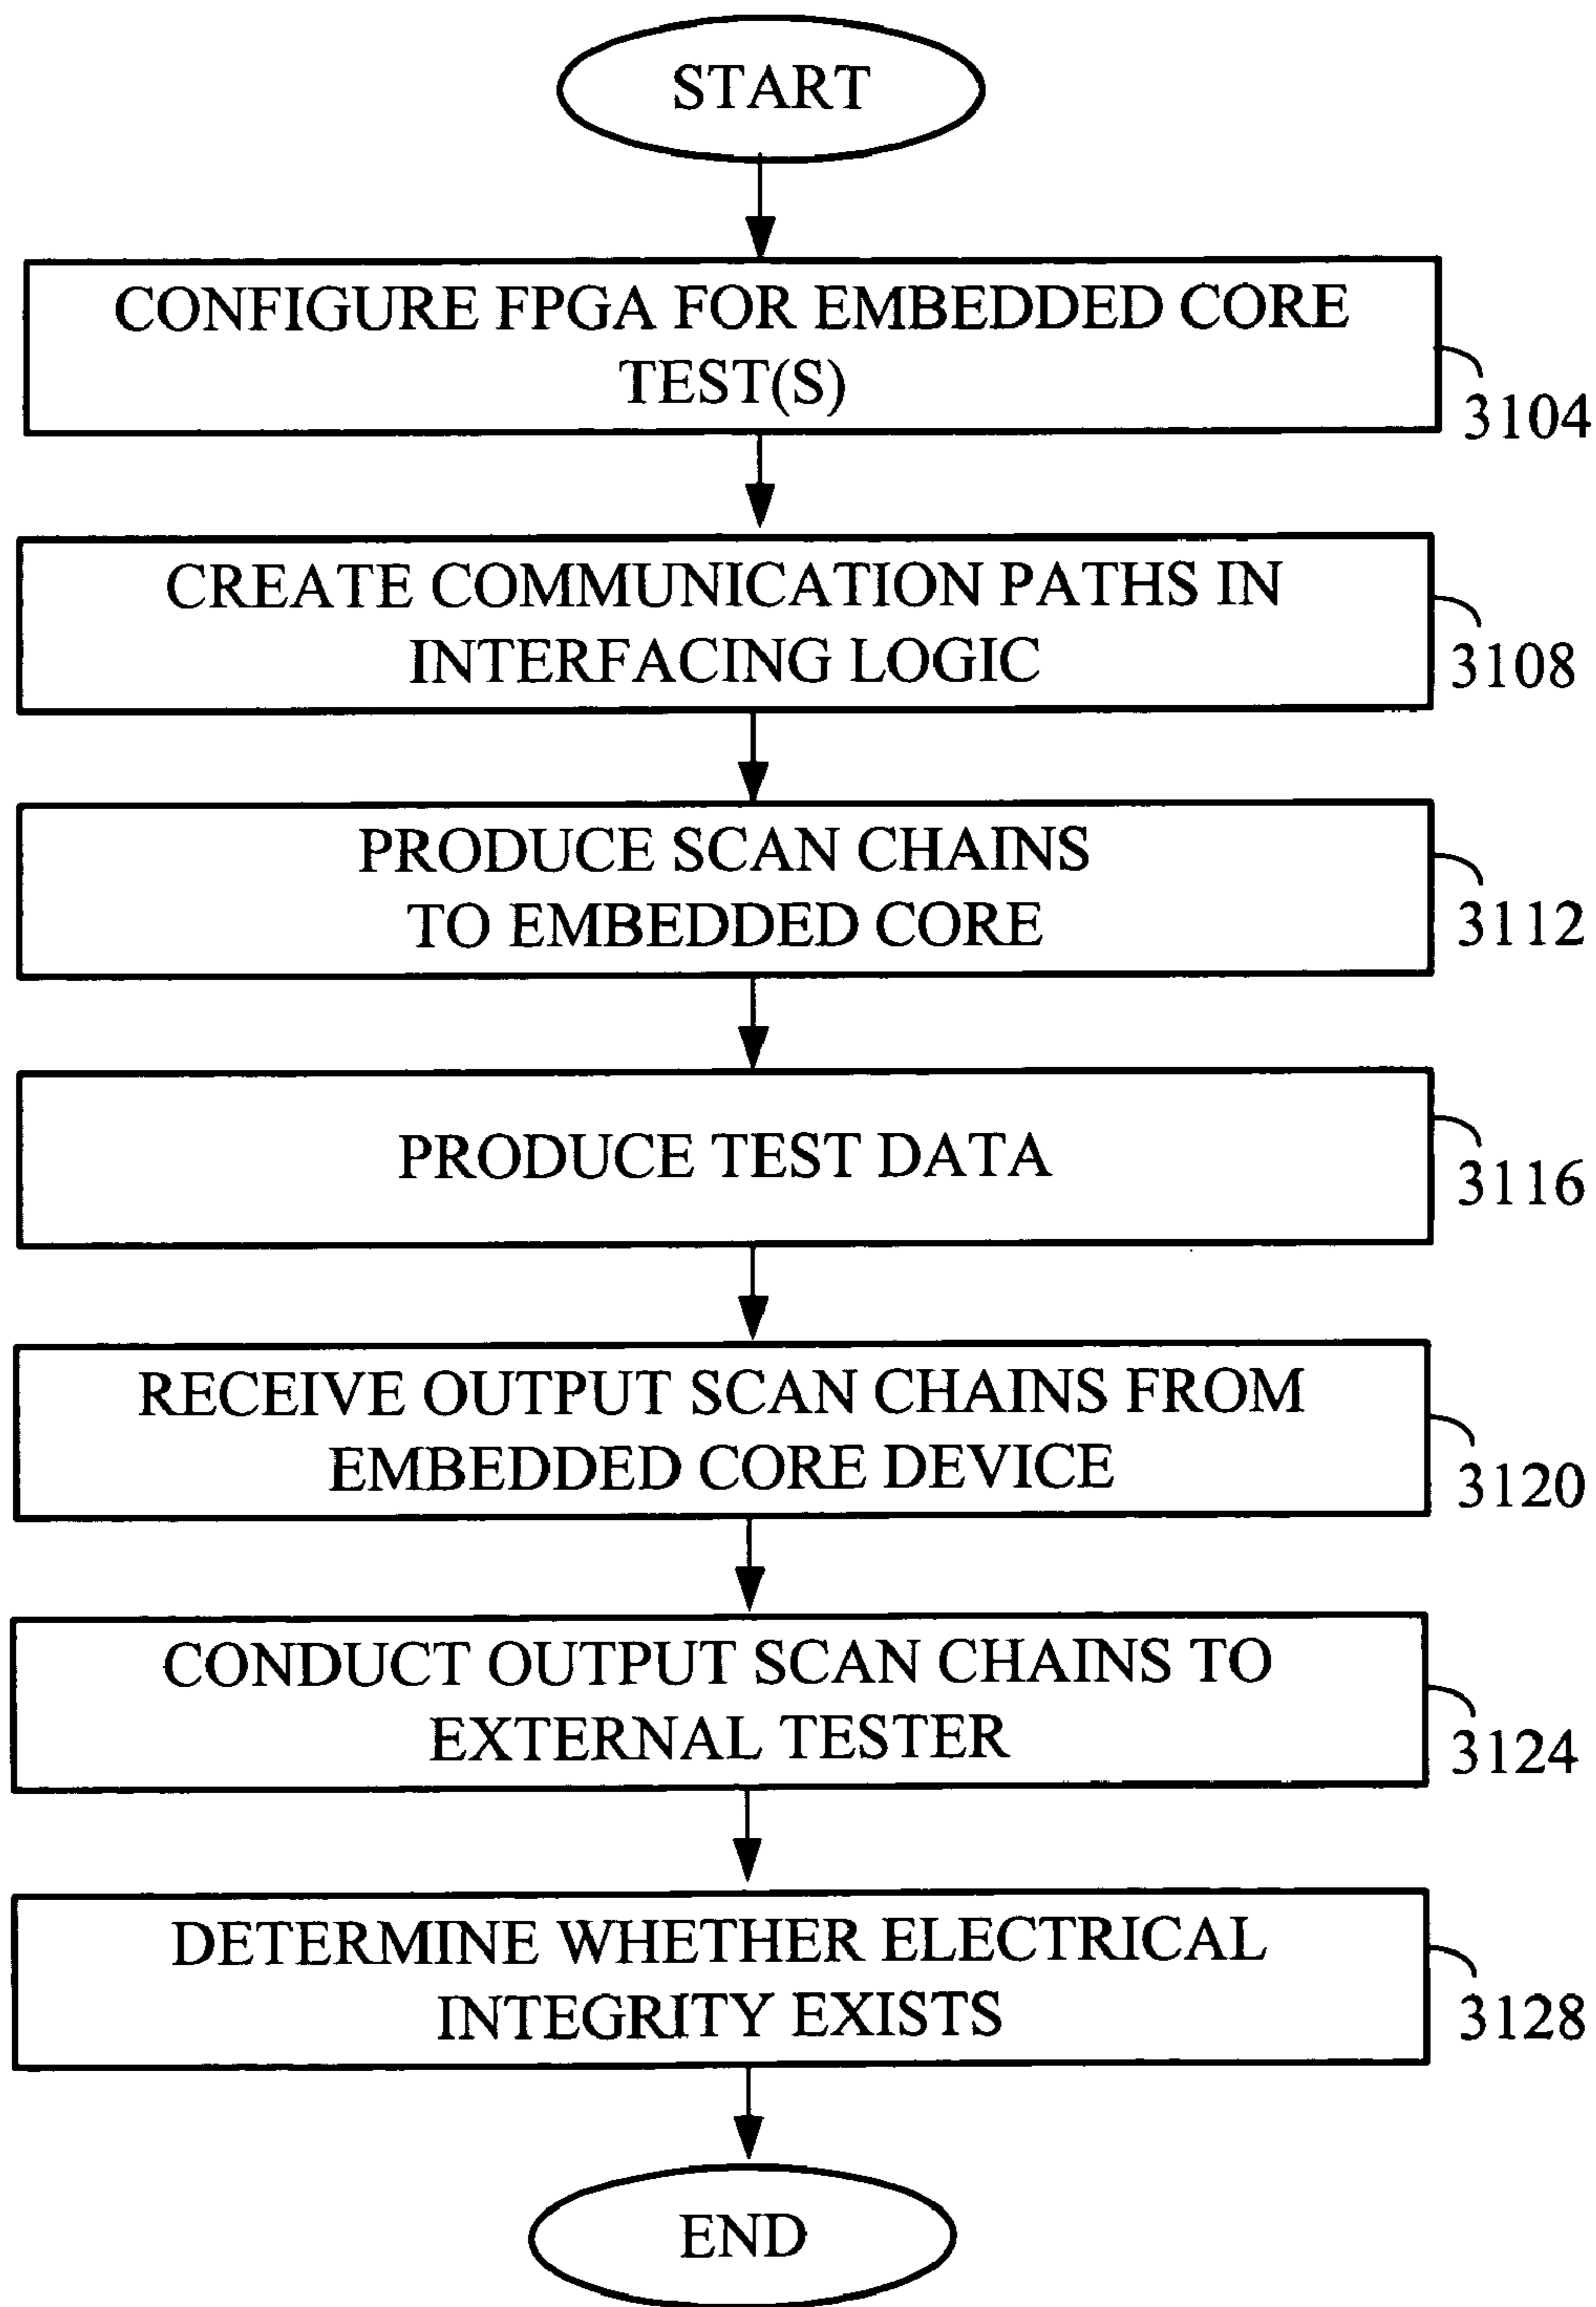 START
CONFIGURE FPGA FOR EMBEDDED CORE
TEST(S)
3104
CREATE COMMUNICATION PATHS IN
INTERFACING LOGIC
3108
PRODUCE SCAN CHAINS
TO EMBEDDED CORE
3112
PRODUCE TEST DATA
3116
RECEIVE OUTPUT SCAN CHAINS FROM
EMBEDDED CORE DEVICE
3120
CONDUCT OUTPUT SCAN CHAINS TO
EXTERNAL TESTER
3124
DETERMINE WHETHER ELECTRICAL
INTEGRITY EXISTS
3128
END